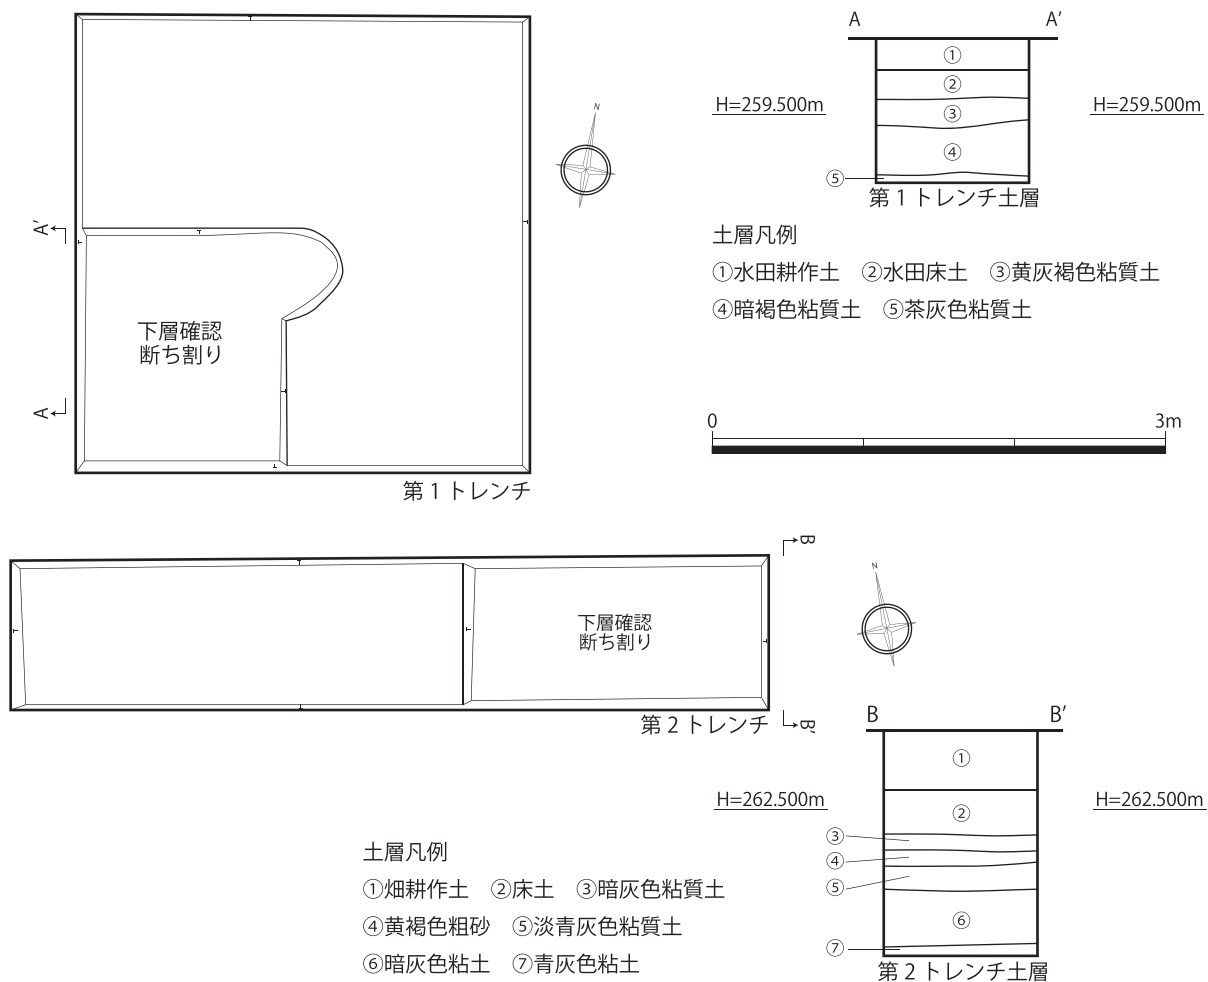 A A′
①
②
H=259.500m H=259.500m
③
④
⑤
第1トレンチ土層
N
土層凡例
①水田耕作土 ②水田床土 ③黄灰褐色粘質土
④暗褐色粘質土 ⑤茶灰色粘質土
A′
下層確認
断ち割り
A
0 3m
第1トレンチ
B
N
下層確認
断ち割り
第2トレンチ
B′
B B′
①
H=262.500m H=262.500m
②
③
④
⑤
⑥
⑦
第2トレンチ土層
土層凡例
①畑耕作土 ②床土 ③暗灰色粘質土
④黄褐色粗砂 ⑤淡青灰色粘質土
⑥暗灰色粘土 ⑦青灰色粘土